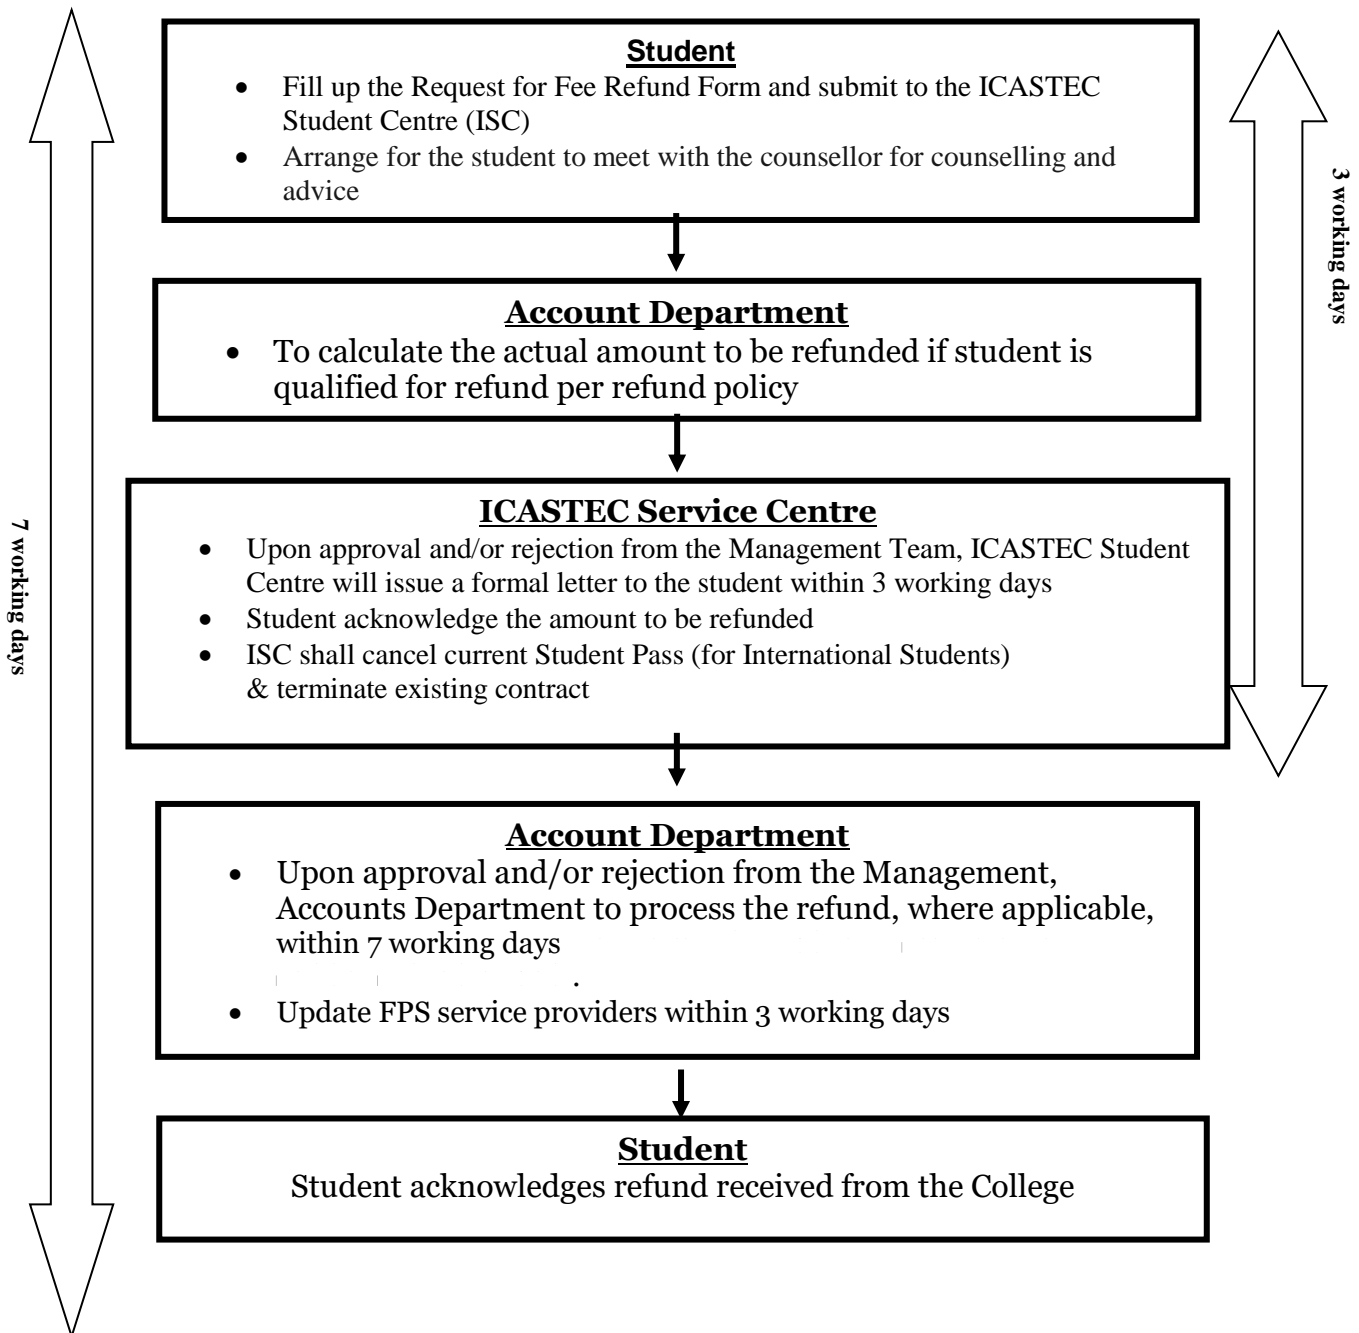 Student
• Fill up the Request for Fee Refund Form and submit to the ICASTEC
Student Centre (ISC)
• Arrange for the student to meet with the counsellor for counselling and
advice
3 working days
Account Department
• To calculate the actual amount to be refunded if student is
qualified for refund per refund policy
ICASTEC Service Centre
• Upon approval and/or rejection from the Management Team, ICASTEC Student
Centre will issue a formal letter to the student within 3 working days
• Student acknowledge the amount to be refunded
• ISC shall cancel current Student Pass (for International Students)
& terminate existing contract
7 working days
Account Department
• Upon approval and/or rejection from the Management,
Accounts Department to process the refund, where applicable,
within 7 working days
.
• Update FPS service providers within 3 working days
Student
Student acknowledges refund received from the College